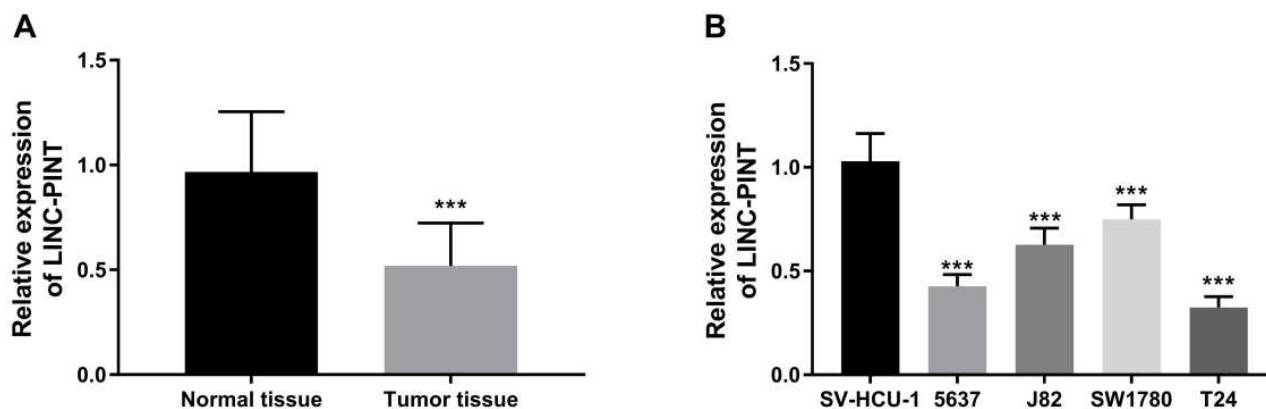 A
Relative expression
of LINC-PINT
1.5
1.0
0.5
0.0
***
Normal tissue
Tumor tissue
B
Relative expression
of LINC-PINT
1.5
1.0
0.5
0.0
***
***
***
***
SV-HCU-1 5637 J82 SW1780 T24